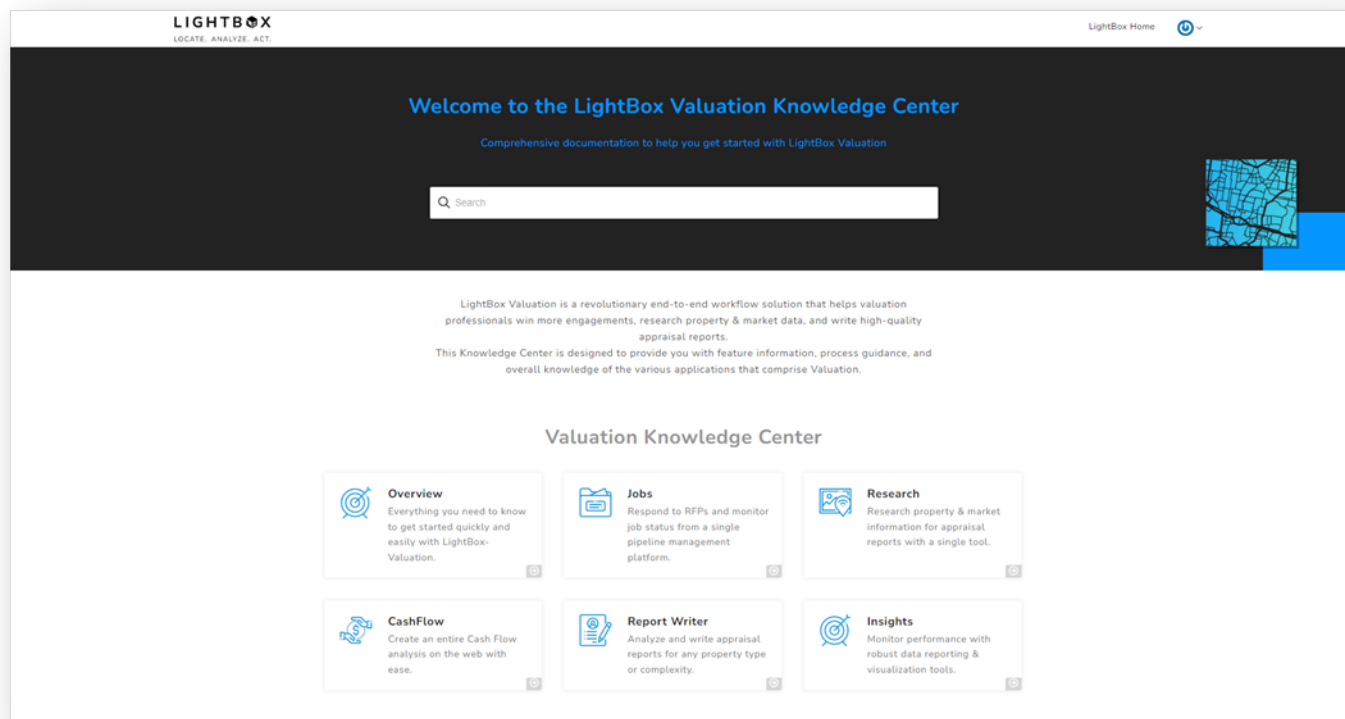 LIGHTBOX
LOCATE. ANALYZE. ACT.
LightBox Home
Welcome to the LightBox Valuation Knowledge Center
Comprehensive documentation to help you get started with LightBox Valuation
Search
LightBox Valuation is a revolutionary end-to-end workflow solution that helps valuation
professionals win more engagements, research property & market data, and write high-quality
appraisal reports.
This Knowledge Center is designed to provide you with feature information, process guidance, and
overall knowledge of the various applications that comprise Valuation.
Valuation Knowledge Center
Overview
Everything you need to know
to get started quickly and
easily with LightBox-
Valuation.
Jobs
Respond to RFPs and monitor
job status from a single
pipeline management
platform.
Research
Research property & market
information for appraisal
reports with a single tool.
CashFlow
Create an entire Cash Flow
analysis on the web with
ease.
Report Writer
Analyze and write appraisal
reports for any property type
or complexity.
Insights
Monitor performance with
robust data reporting &
visualization tools.